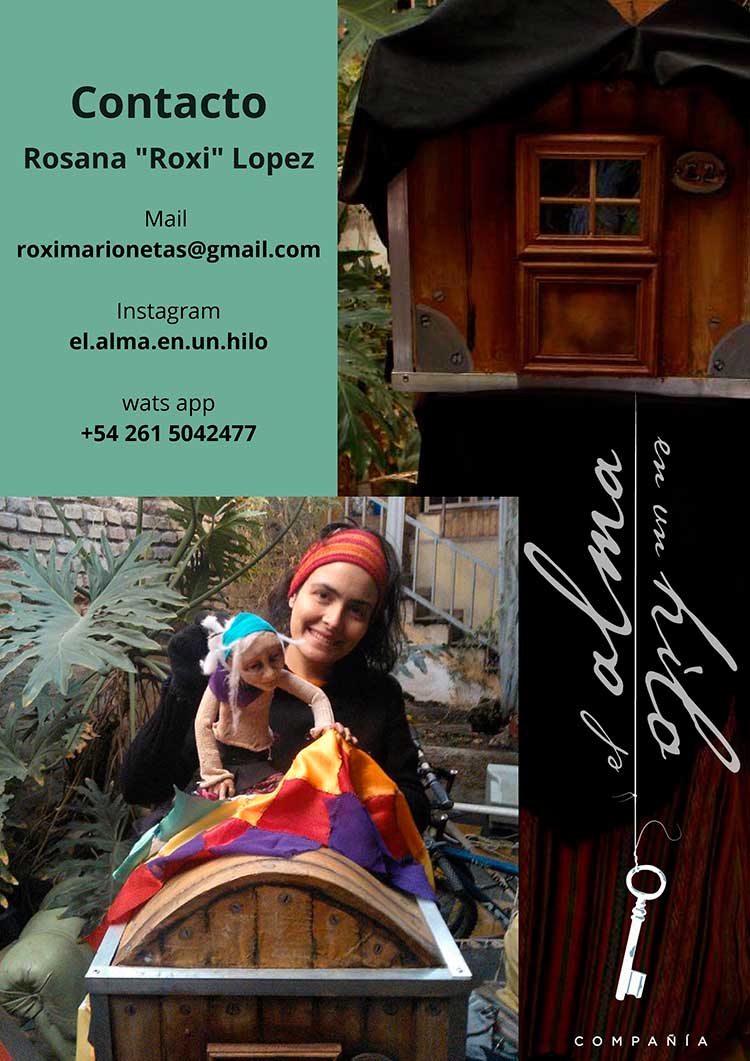 Contacto
Rosana "Roxi" Lopez
Mail
roximarionetas@gmail.com
Instagram
el.alma.en.un.hilo
wats app
+54 261 5042477
el alma
en un hilo
COMPAÑÍA